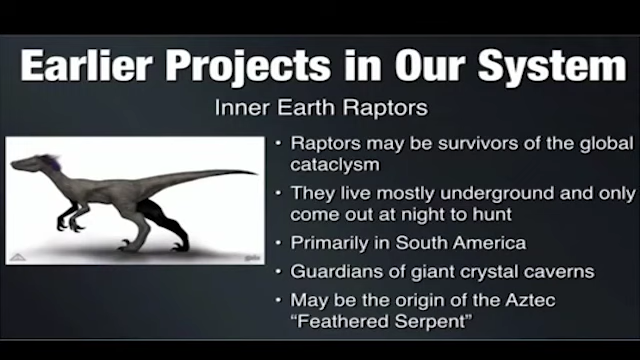 Earlier Projects in Our System
Inner Earth Raptors
• Raptors may be survivors of the global
cataclysm
• They live mostly underground and only
come out at night to hunt
• Primarily in South America
• Guardians of giant crystal caverns
• May be the origin of the Aztec
“Feathered Serpent”